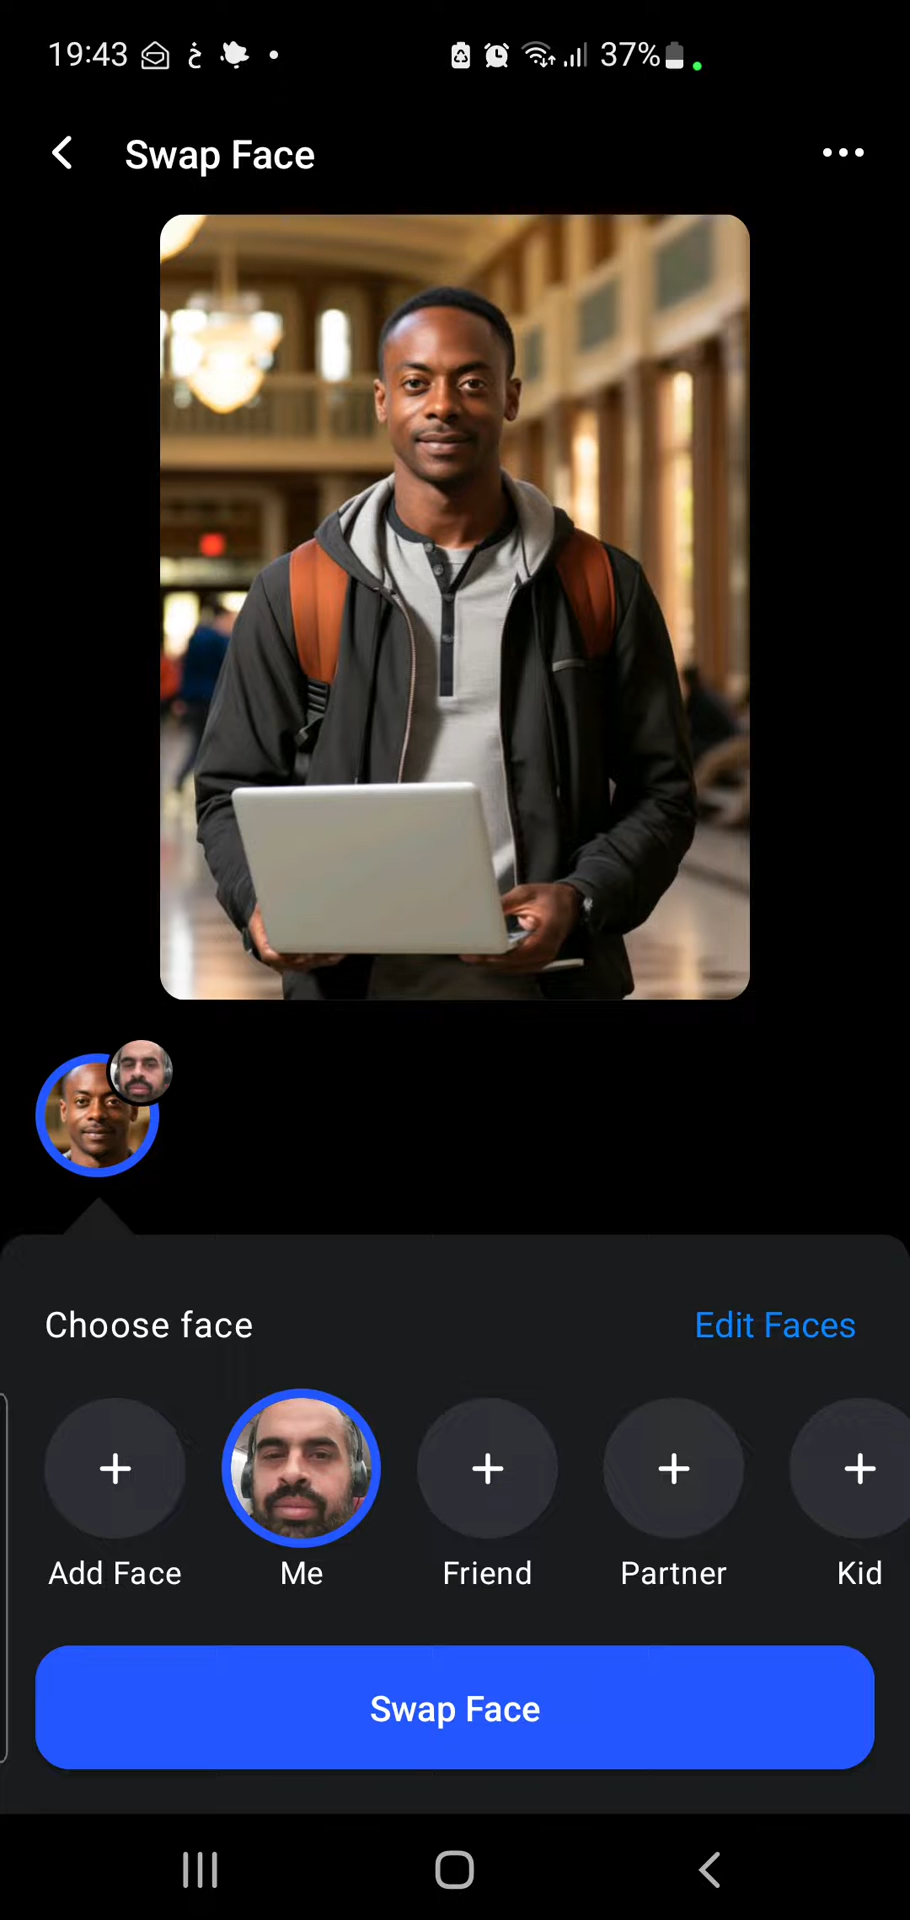 19:43 خ 37%
Swap Face
Choose face
Edit Faces
Add Face
Me
Friend
Partner
Kid
Swap Face